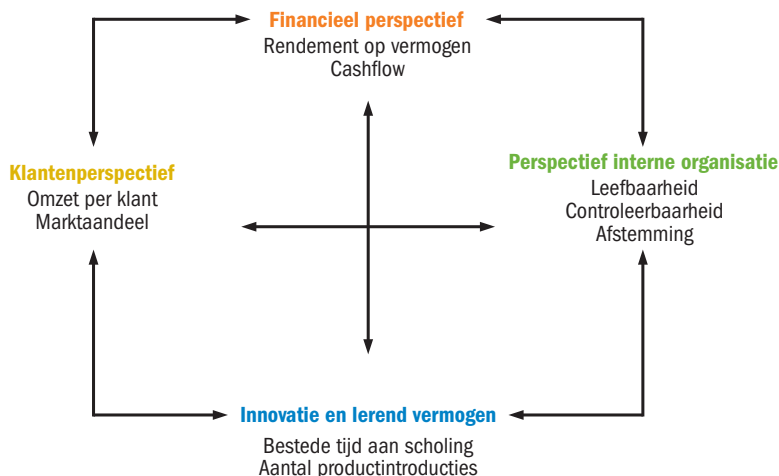 Financieel perspectief
Rendement op vermogen
Cashflow
Klantenperspectief
Omzet per klant
Marktaandeel
Perspectief interne organisatie
Leefbaarheid
Controleerbaarheid
Afstemming
Innovatie en lerend vermogen
Bestede tijd aan scholing
Aantal productintroducties